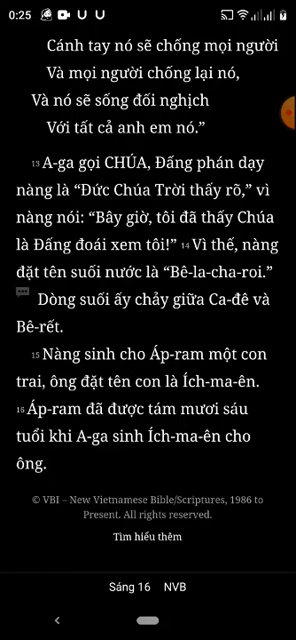 0:25
Cánh tay nó sẽ chống mọi người
Và mọi người chống lại nó,
Và nó sẽ sống đối nghịch
Với tất cả anh em nó.”
13 A-ga gọi CHÚA, Đấng phán dạy
nàng là “Đức Chúa Trời thấy rõ,” vì
nàng nói: “Bây giờ, tôi đã thấy Chúa
là Đấng đoái xem tôi!” 14 Vì thế, nàng
đặt tên suối nước là “Bê-la-cha-roi.”
Dòng suối ấy chảy giữa Ca-đê và
Bê-rét.
15 Nàng sinh cho Áp-ram một con
trai, ông đặt tên con là Ích-ma-ên.
16 Áp-ram đã được tám mươi sáu
tuổi khi A-ga sinh Ích-ma-ên cho
ông.
© VBI – New Vietnamese Bible/Scriptures, 1986 to
Present. All rights reserved.
Tìm hiểu thêm
Sáng 16 NVB